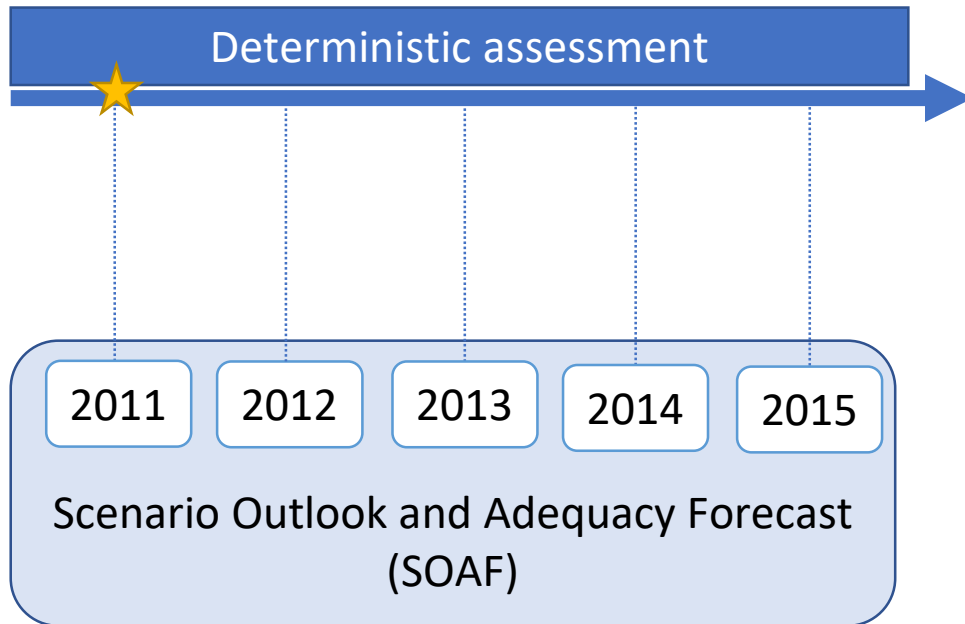 Deterministic assessment
2011 2012 2013 2014 2015
Scenario Outlook and Adequacy Forecast
(SOAF)